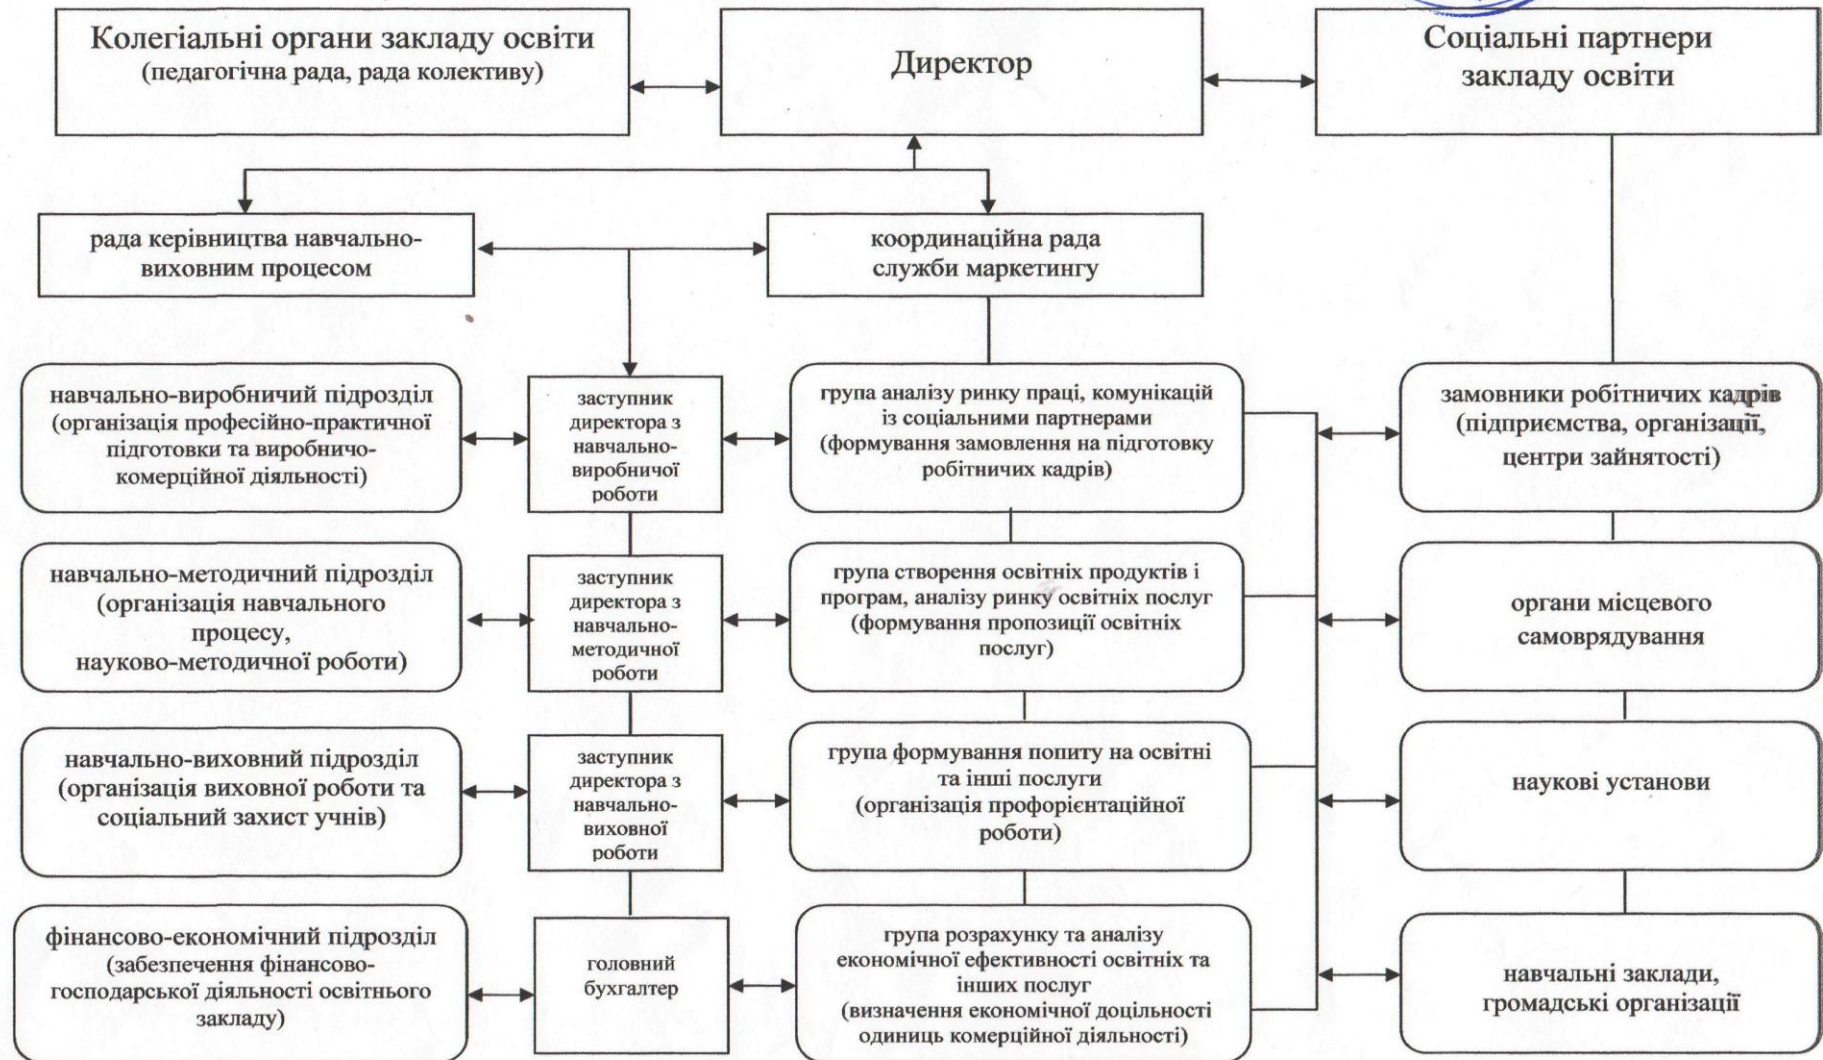 Колегіальні органи закладу освіти
(педагогічна рада, рада колективу)
Директор
Соціальні партнери
закладу освіти
рада керівництва навчально-
виховним процесом
координаційна рада
служби маркетингу
навчально-виробничий підрозділ
(організація професійно-практичної
підготовки та виробничо-
комерційної діяльності)
заступник
директора з
навчально-
виробничої
роботи
група аналізу ринку праці, комунікацій
із соціальними партнерами
(формування замовлення на підготовку
робітничих кадрів)
замовники робітничих кадрів
(підприємства, організації,
центри зайнятості)
навчально-методичний підрозділ
(організація навчального
процесу,
науково-методичної роботи)
заступник
директора з
навчально-
методичної
роботи
група створення освітніх продуктів і
програм, аналізу ринку освітніх послуг
(формування пропозиції освітніх
послуг)
органи місцевого
самоврядування
навчально-виховний підрозділ
(організація виховної роботи та
соціальний захист учнів)
заступник
директора з
навчально-
виховної
роботи
група формування попиту на освітні
та інші послуги
(організація профорієнтаційної
роботи)
наукові установи
фінансово-економічний підрозділ
(забезпечення фінансово-
господарської діяльності освітнього
закладу)
головний
бухгалтер
група розрахунку та аналізу
економічної ефективності освітніх та
інших послуг
(визначення економічної доцільності
одиниць комерційної діяльності)
навчальні заклади,
громадські організації